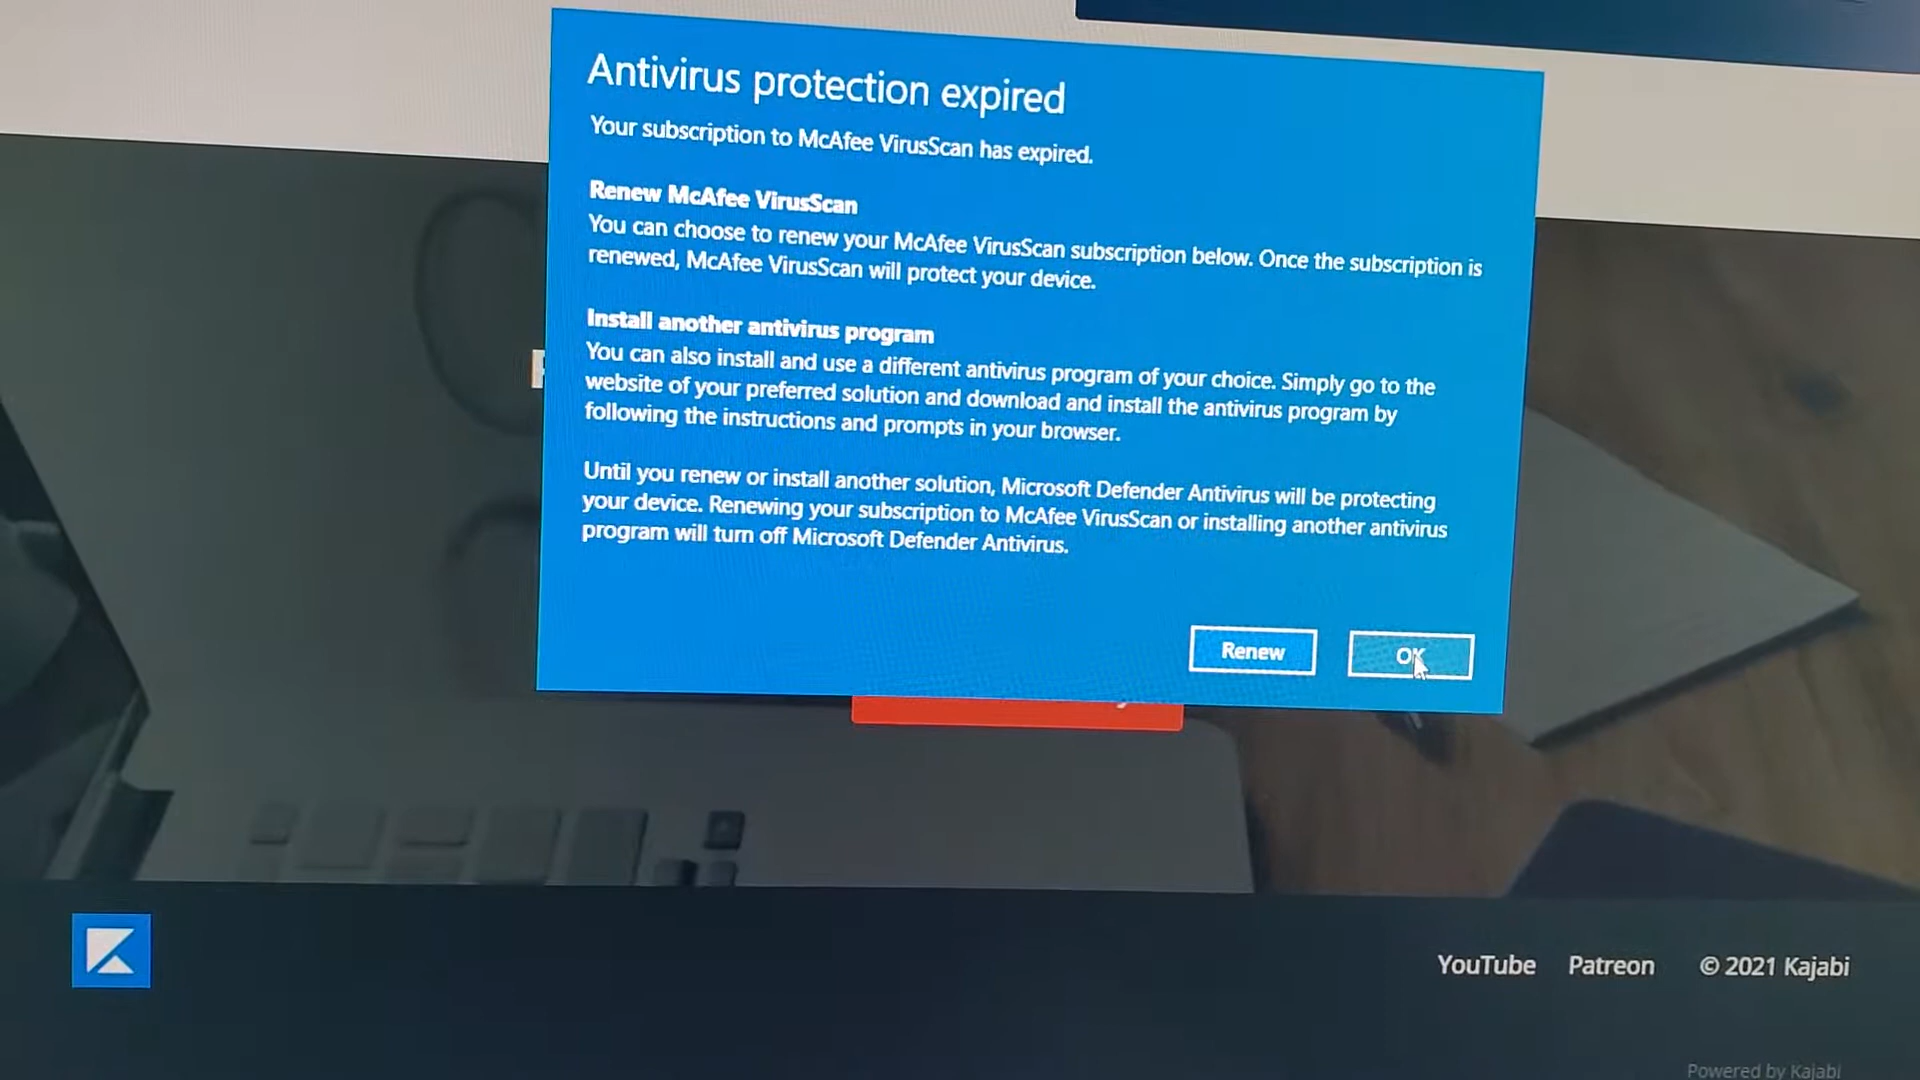 Antivirus protection expired
Your subscription to McAfee VirusScan has expired.
Renew McAfee VirusScan
You can choose to renew your McAfee VirusScan subscription below. Once the subscription is
renewed, McAfee VirusScan will protect your device.
Install another antivirus program
You can also install and use a different antivirus program of your choice. Simply go to the
website of your preferred solution and download and install the antivirus program by
following the instructions and prompts in your browser.
Until you renew or install another solution, Microsoft Defender Antivirus will be protecting
your device. Renewing your subscription to McAfee VirusScan or installing another antivirus
program will turn off Microsoft Defender Antivirus.
Renew OK
YouTube Patreon © 2021 Kajabi
Powered by Kajabi